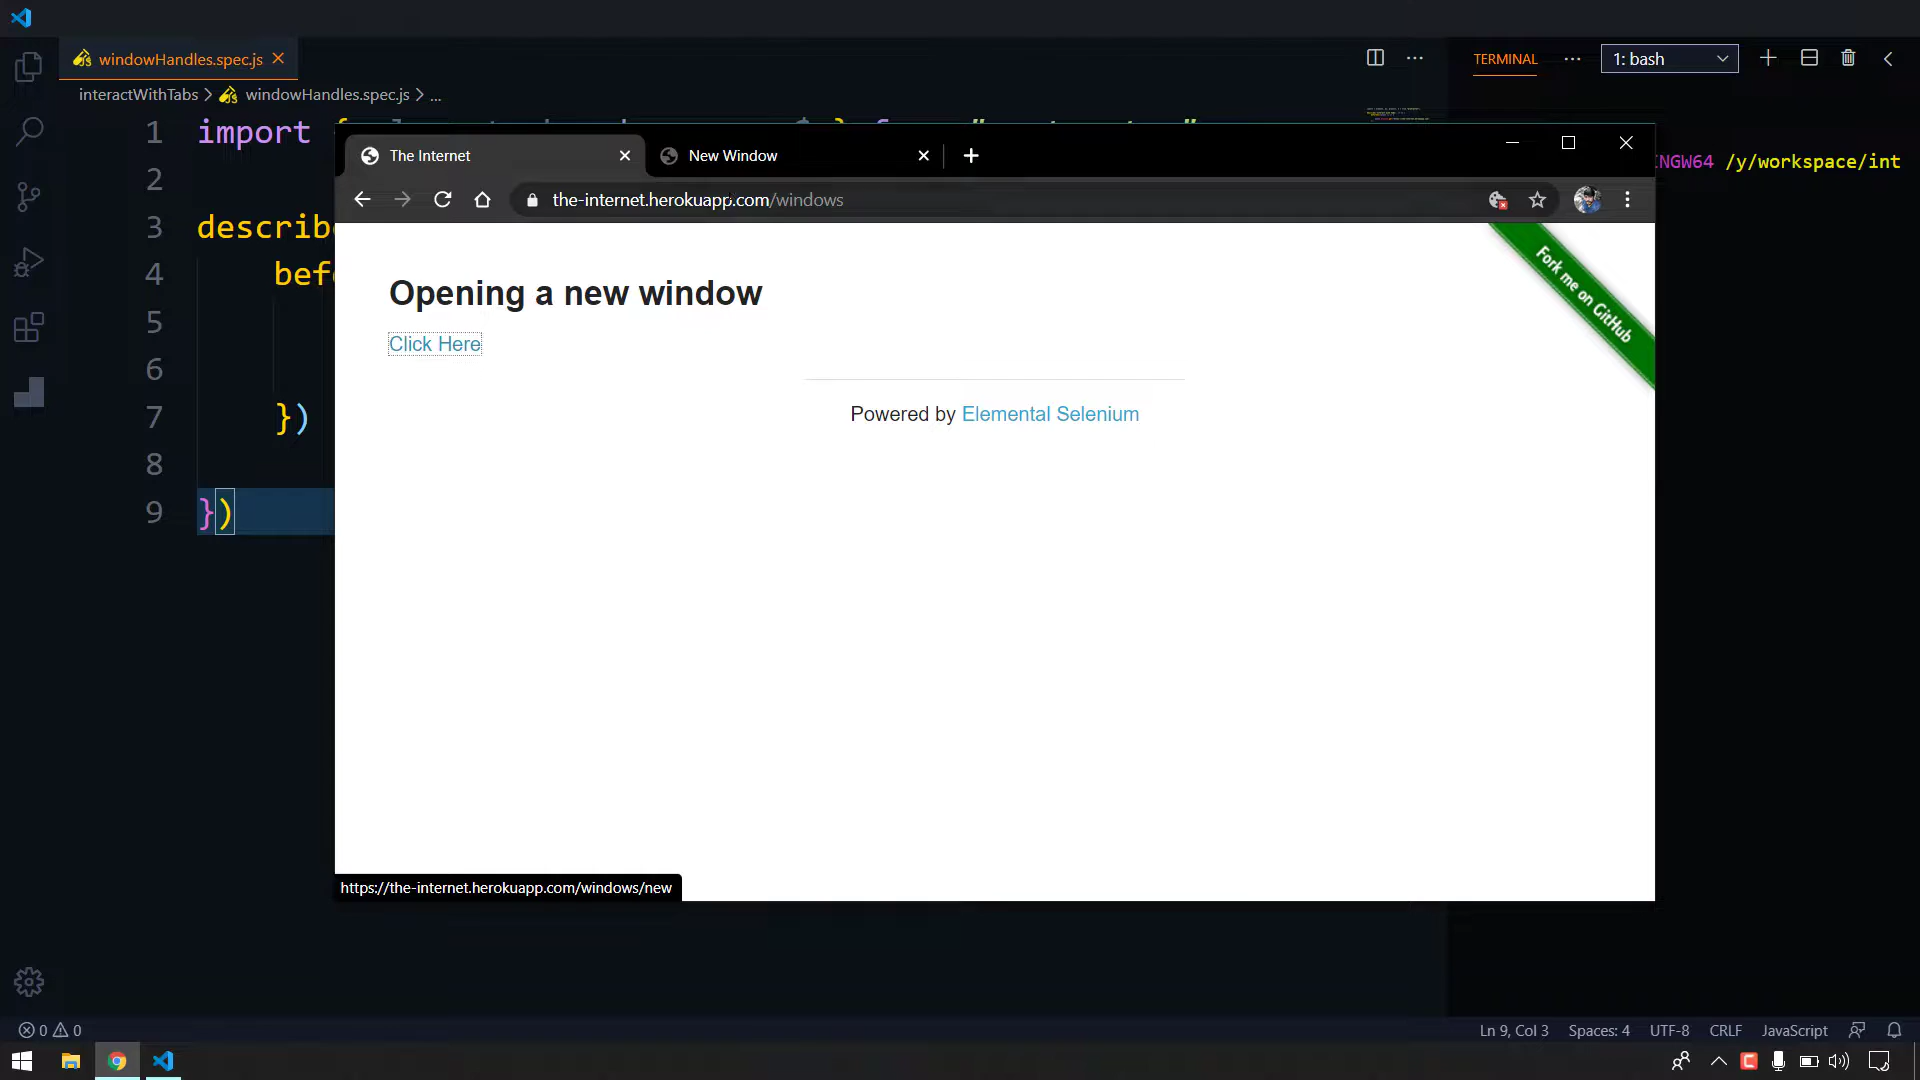 windowHandles.spec.js
TERMINAL
1: bash
interactWithTabs > windowHandles.spec.js > ...
1 import {
2
3 describe
4 befo
5
6
7 })
8
9 })
NGW64 /y/workspace/int
The Internet
New Window
the-internet.herokuapp.com/windows
Fork me on GitHub
Opening a new window
Click Here
Powered by Elemental Selenium
https://the-internet.herokuapp.com/windows/new
0 0
Ln 9, Col 3
Spaces: 4
UTF-8
CRLF
JavaScript